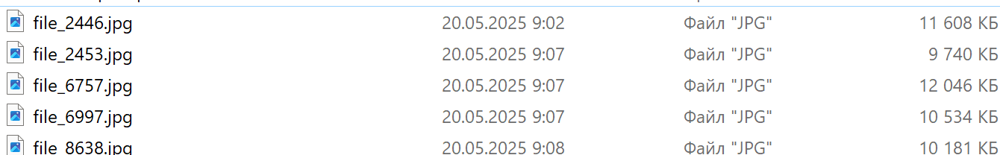 file_2446.jpg 20.05.2025 9:02 Файл "JPG" 11 608 КБ
file_2453.jpg 20.05.2025 9:07 Файл "JPG" 9 740 КБ
file_6757.jpg 20.05.2025 9:07 Файл "JPG" 12 046 КБ
file_6997.jpg 20.05.2025 9:07 Файл "JPG" 10 534 КБ
file_8638.jpg 20.05.2025 9:08 Файл "JPG" 10 181 КБ